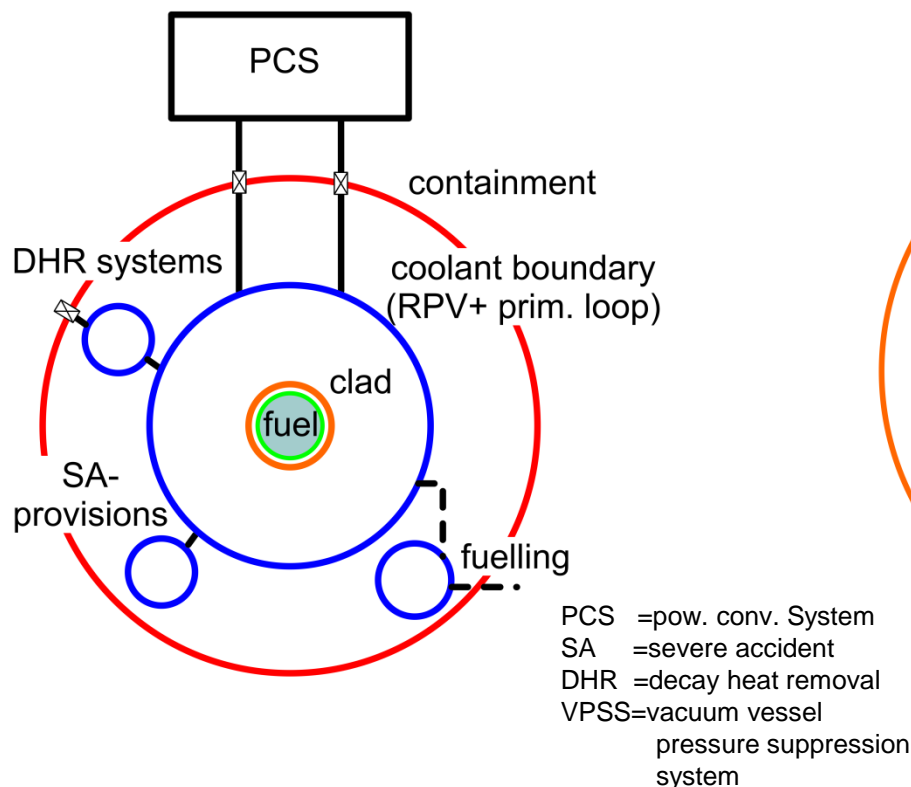 PCS
containment
DHR systems
coolant boundary
(RPV+ prim. loop)
clad
fuel
SA-
provisions
fuelling
PCS =pow. conv. System
SA =severe accident
DHR =decay heat removal
VPSS=vacuum vessel
pressure suppression
system